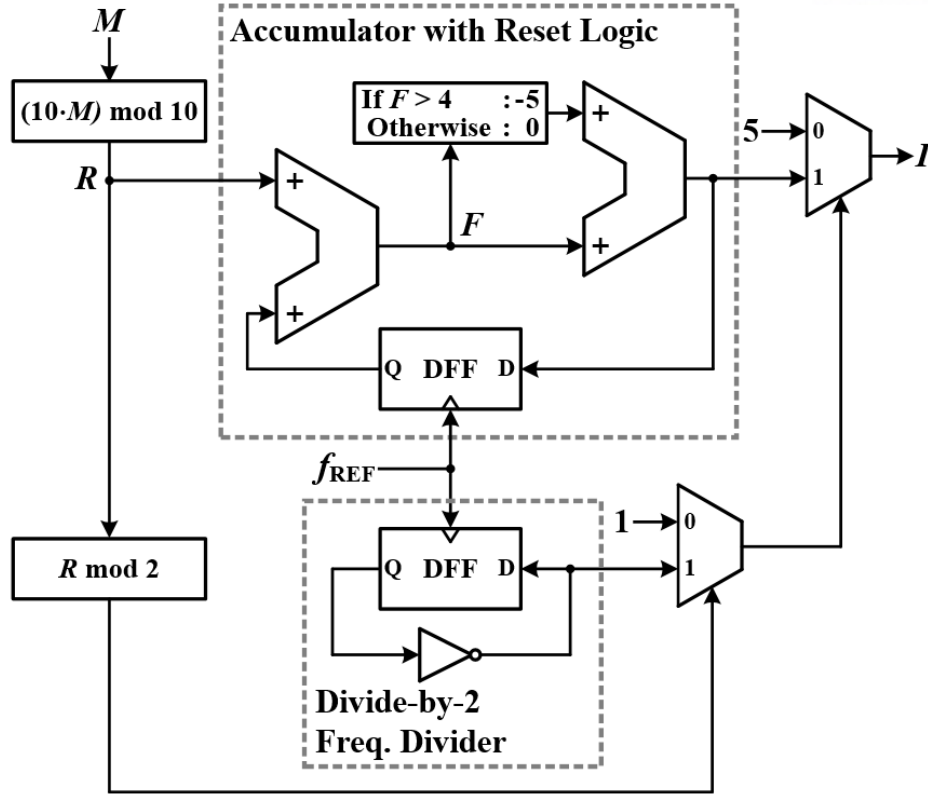 M
Accumulator with Reset Logic
(10·M) mod 10
If F > 4 :-5
Otherwise : 0
+
5
0
R
+
1
I
F
+
+
Q DFF D
fREF
1
0
R mod 2
Q DFF D
1
Divide-by-2
Freq. Divider